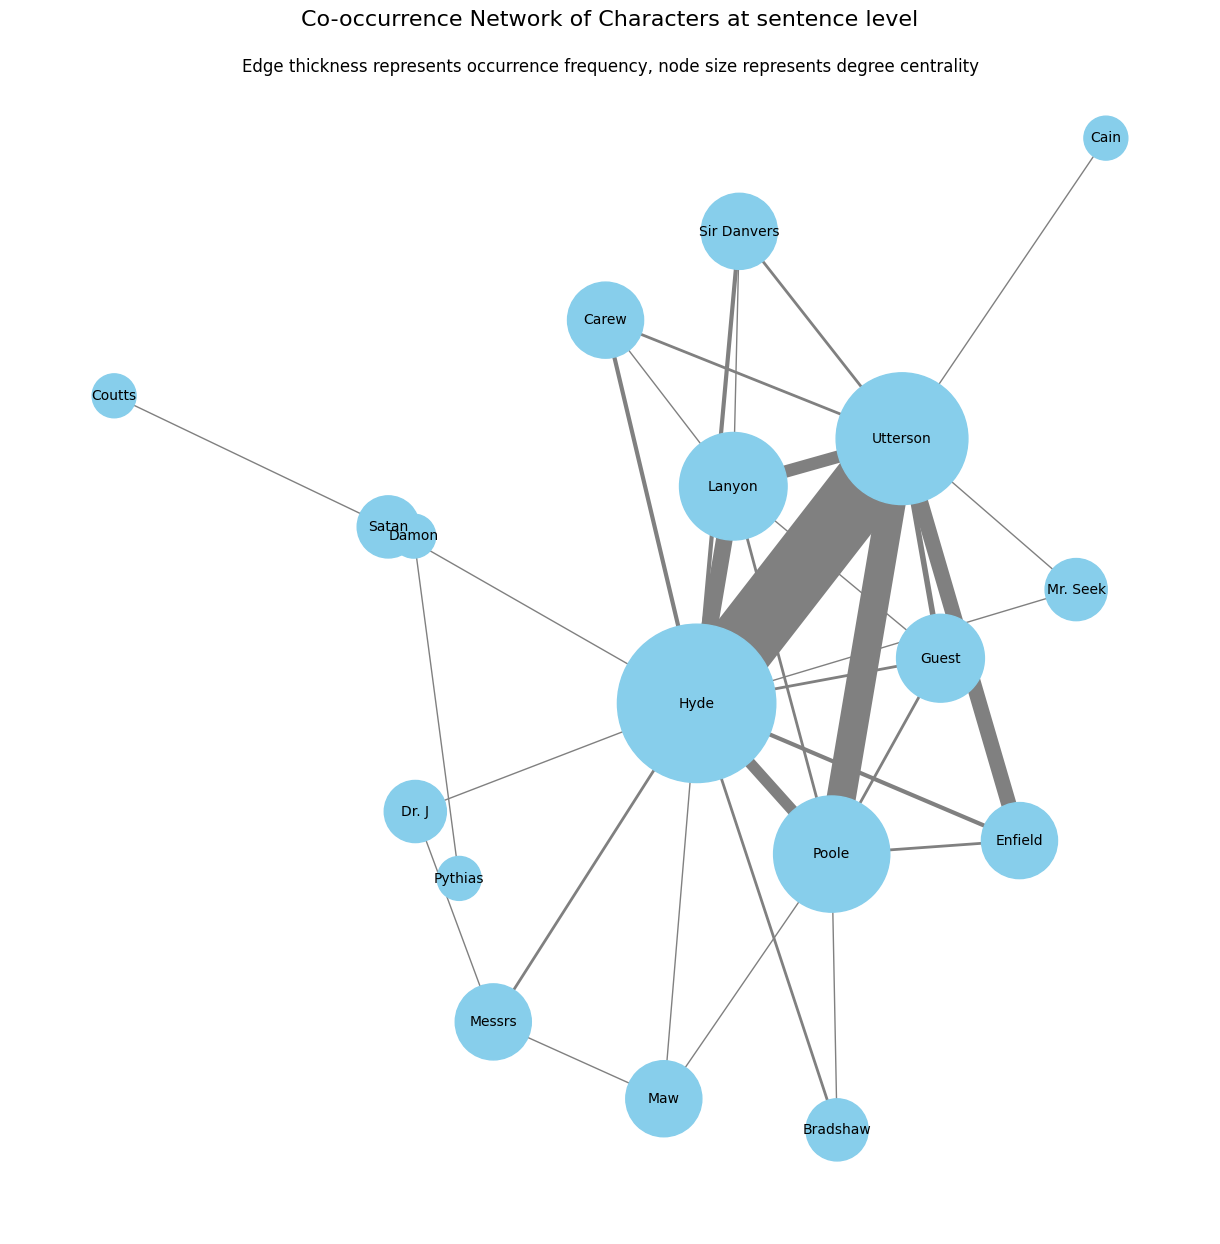 Co-occurrence Network of Characters at sentence level
Edge thickness represents occurrence frequency, node size represents degree centrality
Cain
Sir Danvers
Carew
Coutts
Utterson
Lanyon
Satan
Damon
Mr. Seek
Guest
Hyde
Dr. J
Enfield
Poole
Pythias
Messrs
Maw
Bradshaw